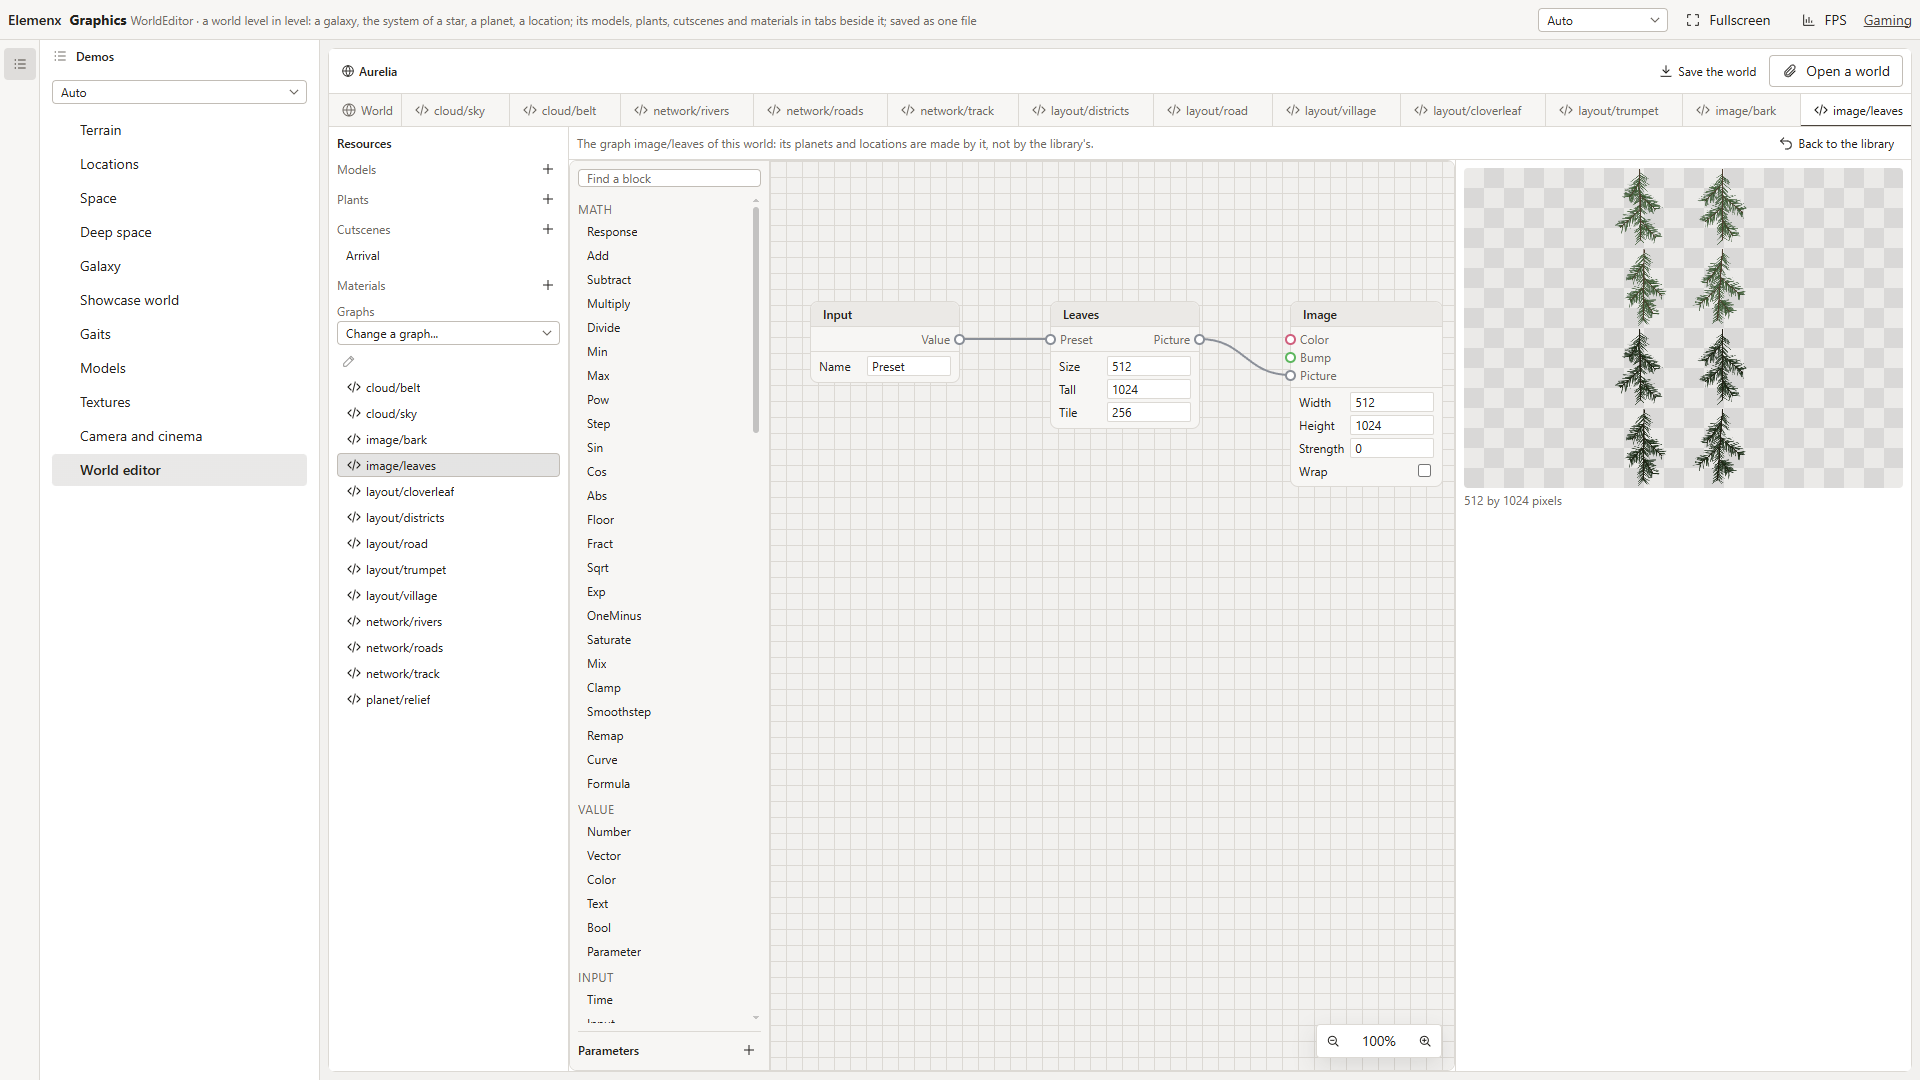 Elemenx Graphics WorldEditor · a world level in level: a galaxy, the system of a star, a planet, a location; its models, plants, cutscenes and materials in tabs beside it; saved as one file
Auto
Fullscreen
FPS
Gaming
Demos
Auto
Terrain
Locations
Space
Deep space
Galaxy
Showcase world
Gaits
Models
Textures
Camera and cinema
World editor
Aurelia
Save the world
Open a world
World
cloud/sky
cloud/belt
network/rivers
network/roads
network/track
layout/districts
layout/road
layout/village
layout/cloverleaf
layout/trumpet
image/bark
image/leaves
Resources
Models
Plants
Cutscenes
Arrival
Materials
Graphs
Change a graph...
cloud/belt
cloud/sky
image/bark
image/leaves
layout/cloverleaf
layout/districts
layout/road
layout/trumpet
layout/village
network/rivers
network/roads
network/track
planet/relief
The graph image/leaves of this world: its planets and locations are made by it, not by the library's.
Back to the library
Find a block
MATH
Response
Add
Subtract
Multiply
Divide
Min
Max
Pow
Step
Sin
Cos
Abs
Floor
Fract
Sqrt
Exp
OneMinus
Saturate
Mix
Clamp
Smoothstep
Remap
Curve
Formula
VALUE
Number
Vector
Color
Text
Bool
Parameter
INPUT
Time
Parameters
Input
Value
Name Preset
Leaves
Preset Picture
Size 512
Tall 1024
Tile 256
Image
Color
Bump
Picture
Width 512
Height 1024
Strength 0
Wrap
100%
512 by 1024 pixels